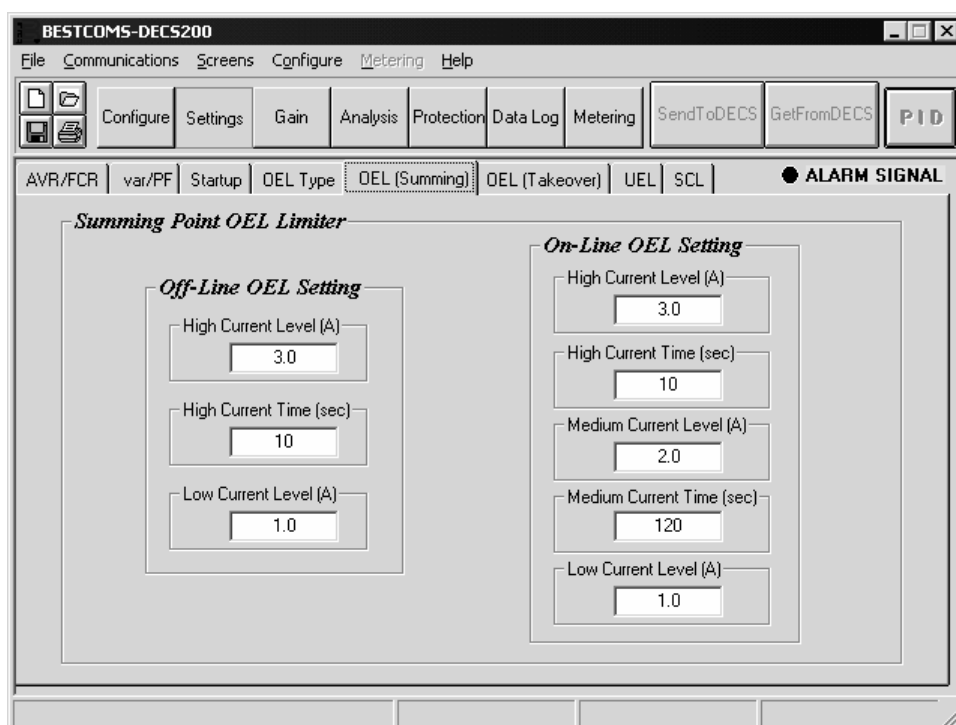 BESTCOMS-DECS200
File Communications Screens Configure Metering Help
Configure Settings Gain Analysis Protection Data Log Metering SendToDECS GetFromDECS PID
AVR/FCR var/PF Startup OEL Type OEL (Summing) OEL (Takeover) UEL SCL ALARM SIGNAL
Summing Point OEL Limiter
Off-Line OEL Setting
High Current Level (A)
3.0
High Current Time (sec)
10
Low Current Level (A)
1.0
On-Line OEL Setting
High Current Level (A)
3.0
High Current Time (sec)
10
Medium Current Level (A)
2.0
Medium Current Time (sec)
120
Low Current Level (A)
1.0